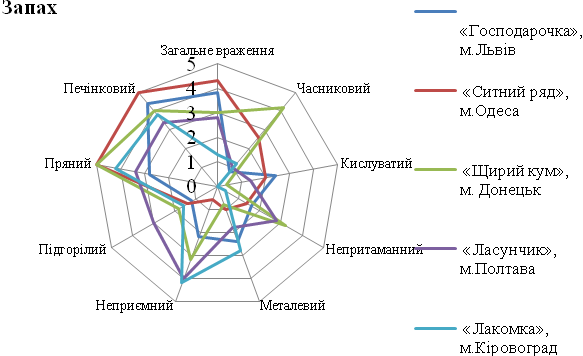 Запах
Загальне враження
Часниковий
Кислуватий
Непритаманний
Металевий
Неприємний
Підгорілий
Пряний
Печінковий
5
4
3
2
1
0
«Господарочка»,
м.Львів
«Ситний ряд»,
м.Одеса
«Щирий кум»,
м. Донецьк
«Ласунчик»,
м.Полтава
«Лакомка»,
м.Кіровоград